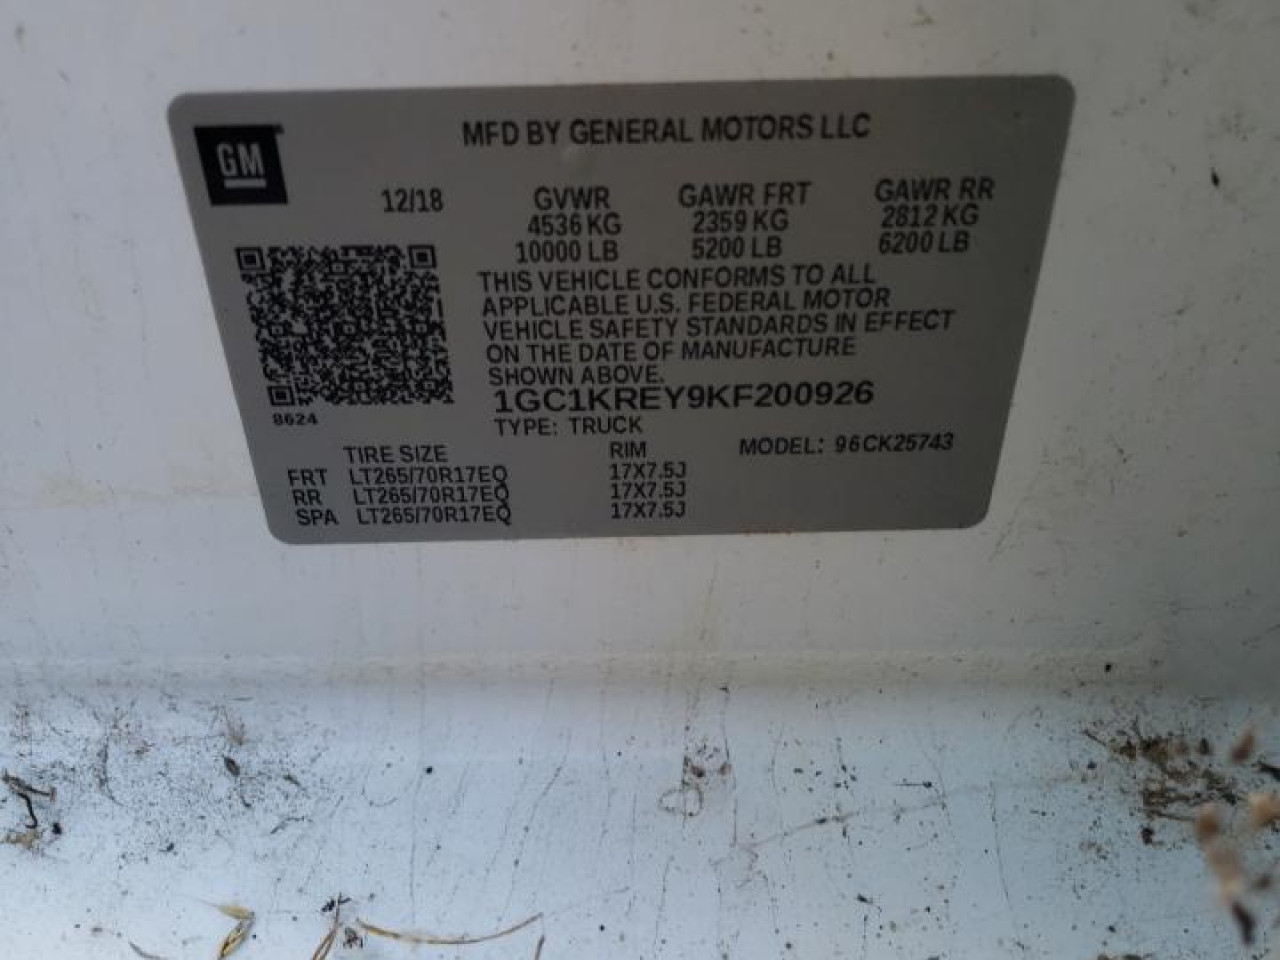 GM
MFD BY GENERAL MOTORS LLC
12/18 GVWR GAWR FRT GAWR RR
4536 KG 2359 KG 2812 KG
10000 LB 5200 LB 6200 LB
THIS VEHICLE CONFORMS TO ALL
APPLICABLE U.S. FEDERAL MOTOR
VEHICLE SAFETY STANDARDS IN EFFECT
ON THE DATE OF MANUFACTURE
SHOWN ABOVE.
1GC1KREY9KF200926
8624
TYPE: TRUCK
TIRE SIZE RIM MODEL: 96CK25743
FRT LT265/70R17EQ 17X7.5J
RR LT265/70R17EQ 17X7.5J
SPA LT265/70R17EQ 17X7.5J